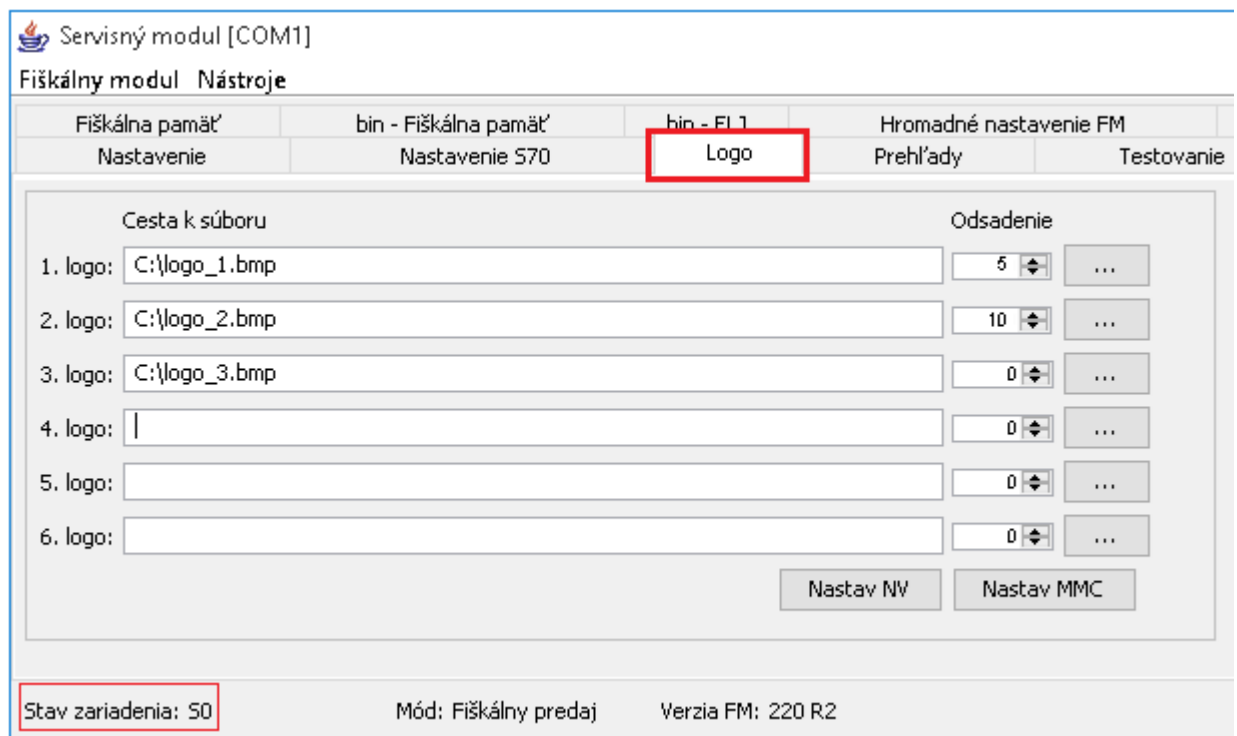 Servisný modul [COM1]
Fiškálny modul Nástroje
Fiškálna pamäť bin - Fiškálna pamäť bin - Hromadné nastavenie FM
Nastavenie Nastavenie S70 Logo Prehľady Testovanie
Cesta k súboru Odsadenie
1. logo: C:\logo_1.bmp 5 ...
2. logo: C:\logo_2.bmp 10 ...
3. logo: C:\logo_3.bmp 0 ...
4. logo: 0 ...
5. logo: 0 ...
6. logo: 0 ...
Nastav NV Nastav MMC
Stav zariadenia: S0 Mód: Fiškálny predaj Verzia FM: 220 R2